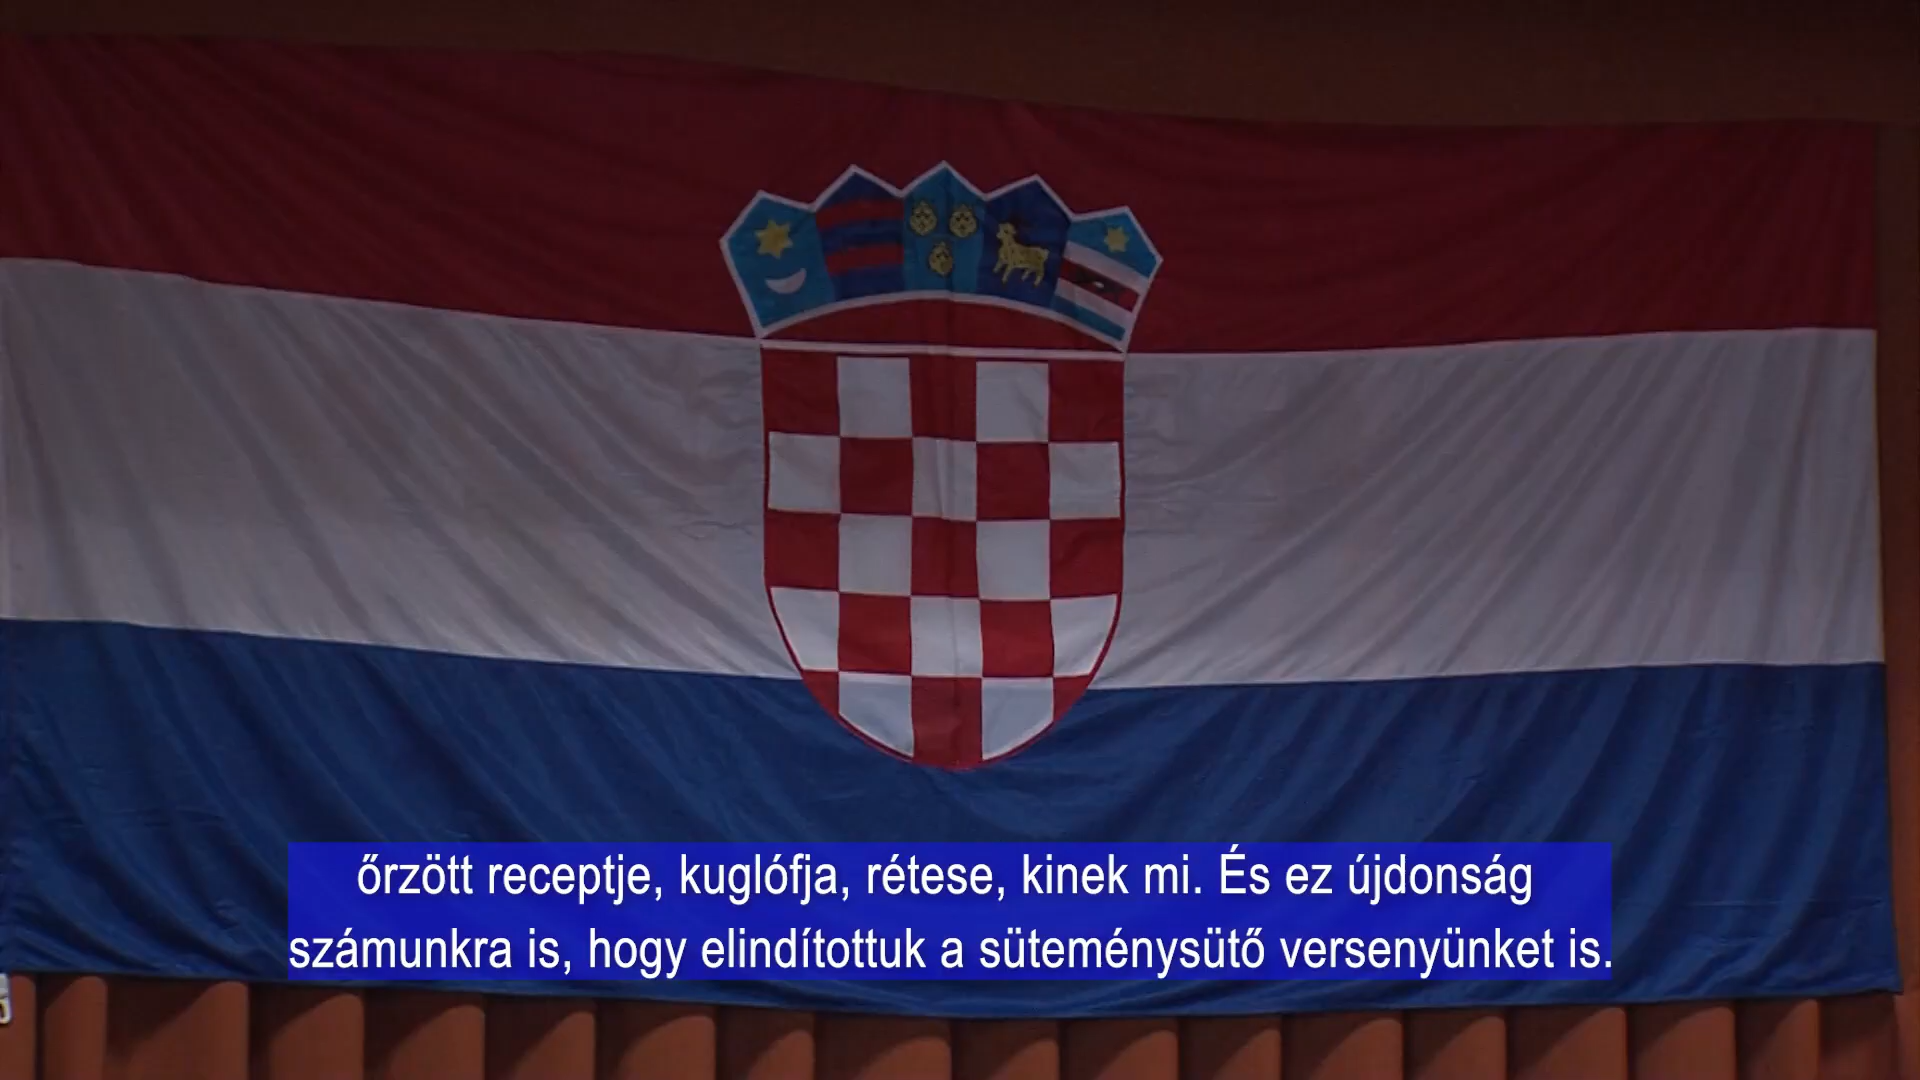 őrzött receptje, kuglófja, rétese, kinek mi. És ez újdonság
számunkra is, hogy elindítottuk a süteménysütő versenyünket is.